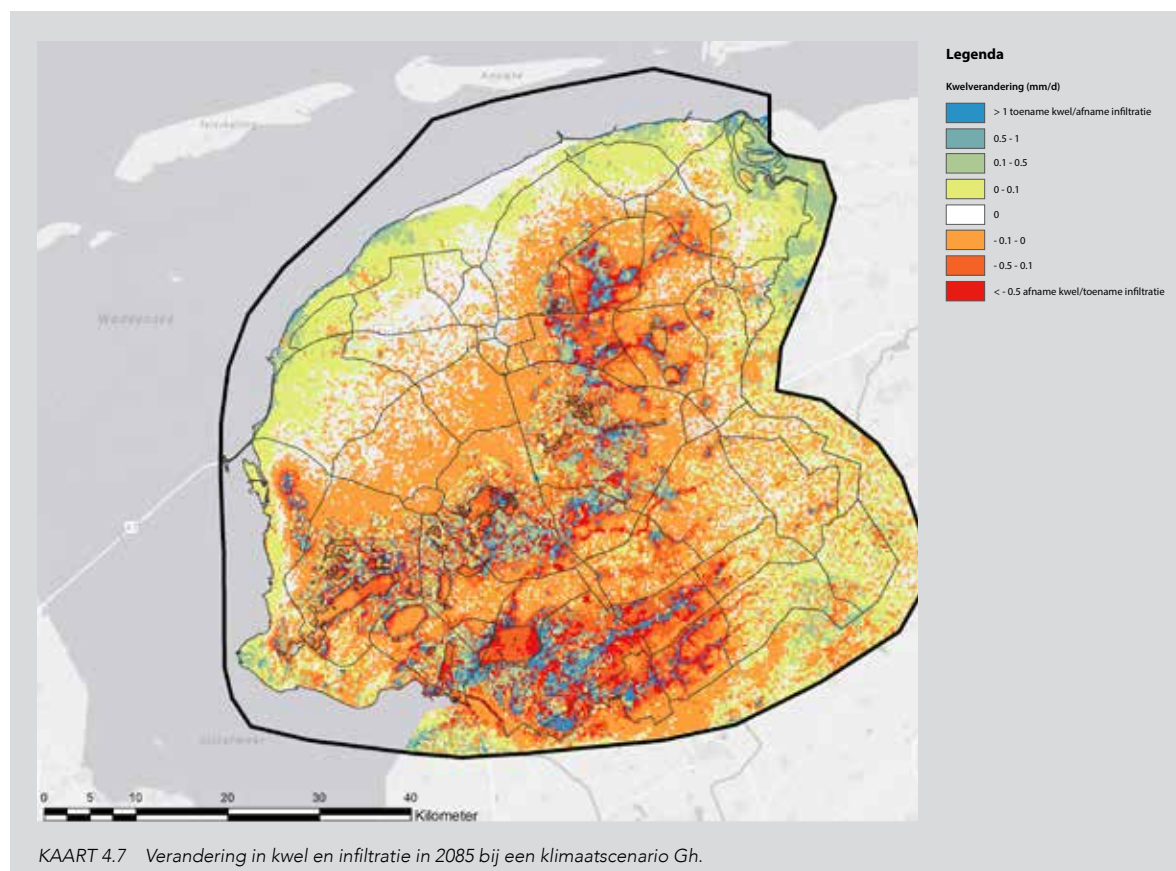 Ameland
Terschelling
Waddenzee
IJsselmeer
0 5 10 20 30 40
Kilometer
Legenda
Kwelverandering (mm/d)
> 1 toename kwel/afname infiltratie
0.5 - 1
0.1 - 0.5
0 - 0.1
0
- 0.1 - 0
- 0.5 - 0.1
< - 0.5 afname kwel/toename infiltratie
KAART 4.7 Verandering in kwel en infiltratie in 2085 bij een klimaatscenario Gh.